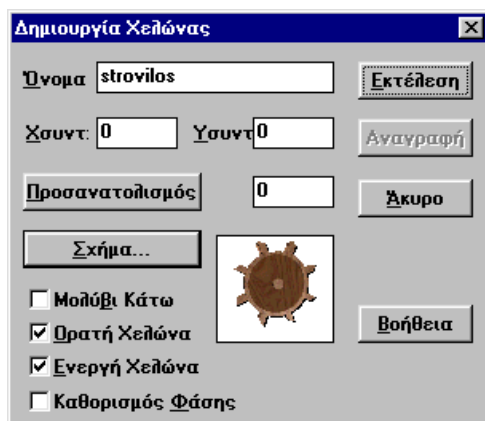 Δημιουργία Χελώνας
Όνομα strovilos Εκτέλεση
Χσυντ: 0 Υσυντ 0 Αναγραφή
Προσανατολισμός 0 Άκυρο
Σχήμα...
Μολύβι Κάτω
Ορατή Χελώνα Βοήθεια
Ενεργή Χελώνα
Καθορισμός Φάσης